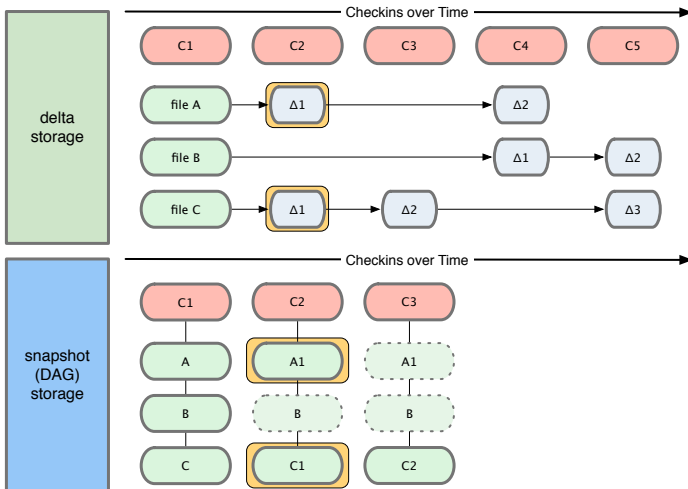 Checkins over Time
C1 C2 C3 C4 C5
delta
storage
file A Δ1 Δ2
file B Δ1 Δ2
file C Δ1 Δ2 Δ3
Checkins over Time
C1 C2 C3
snapshot
(DAG)
storage
A A1 A1
B B B
C C1 C2